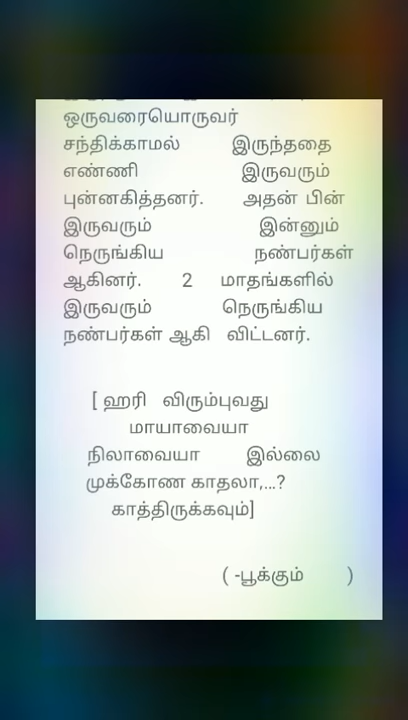 ஒருவரையொருவர்
சந்திக்காமல் இருந்ததை
எண்ணி இருவரும்
புன்னகித்தனர். அதன் பின்
இருவரும் இன்னும்
நெருங்கிய நண்பர்கள்
ஆகினர். 2 மாதங்களில்
இருவரும் நெருங்கிய
நண்பர்கள் ஆகி விட்டனர்.
[ ஹரி விரும்புவது
மாயாவையா
நிலாவையா இல்லை
முக்கோண காதலா,...?
காத்திருக்கவும்]
( -பூக்கும் )